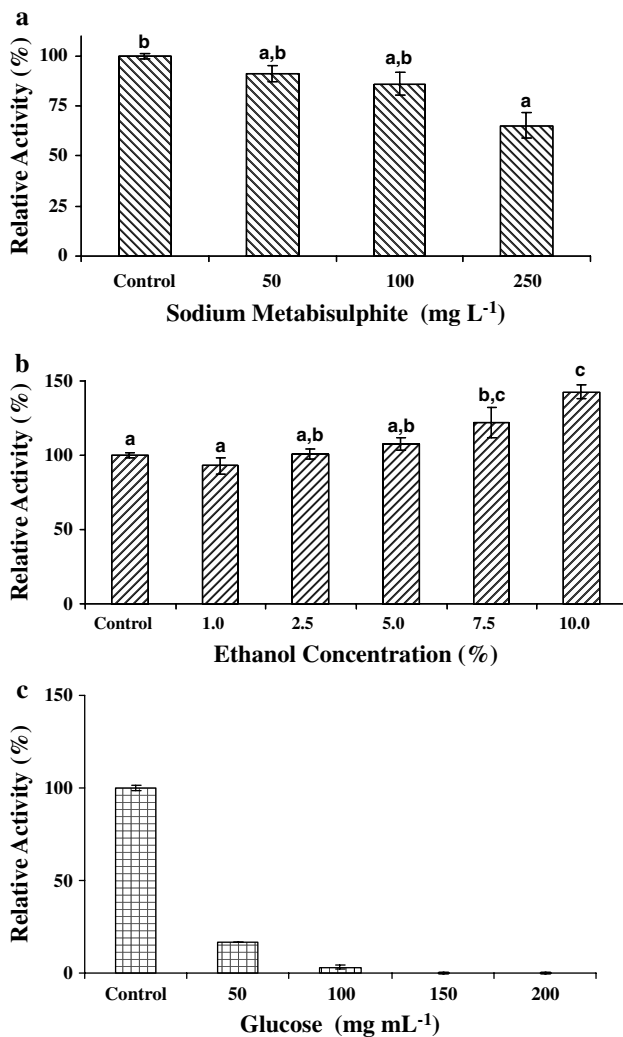 a
Relative Activity (%)
100
75
50
25
0
b
a,b
a,b
a
Control 50 100 250
Sodium Metabisulphite (mg L-1)
b
Relative Activity (%)
150
100
50
0
a
a
a,b
a,b
b,c
c
Control 1.0 2.5 5.0 7.5 10.0
Ethanol Concentration (%)
c
Relative Activity (%)
150
100
50
0
Control 50 100 150 200
Glucose (mg mL-1)